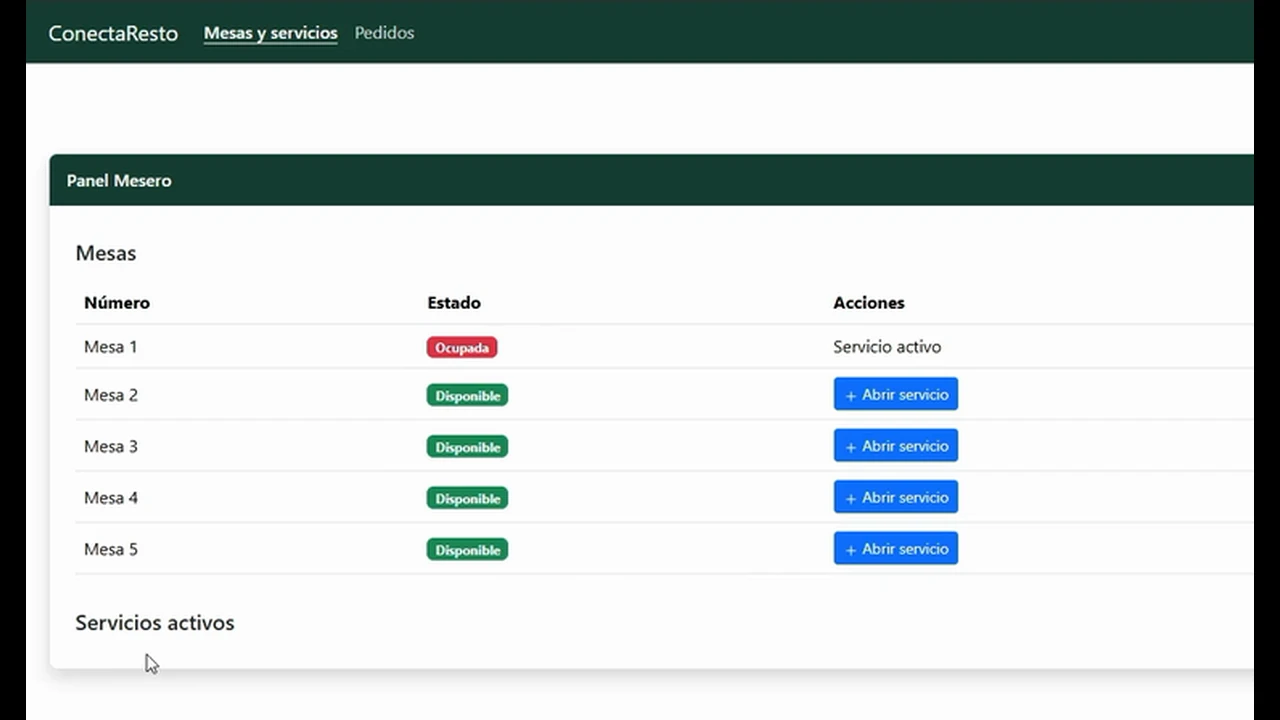 ConectaResto Mesas y servicios Pedidos
Panel Mesero
Mesas
Número Estado Acciones
Mesa 1 Ocupada Servicio activo
Mesa 2 Disponible + Abrir servicio
Mesa 3 Disponible + Abrir servicio
Mesa 4 Disponible + Abrir servicio
Mesa 5 Disponible + Abrir servicio
Servicios activos